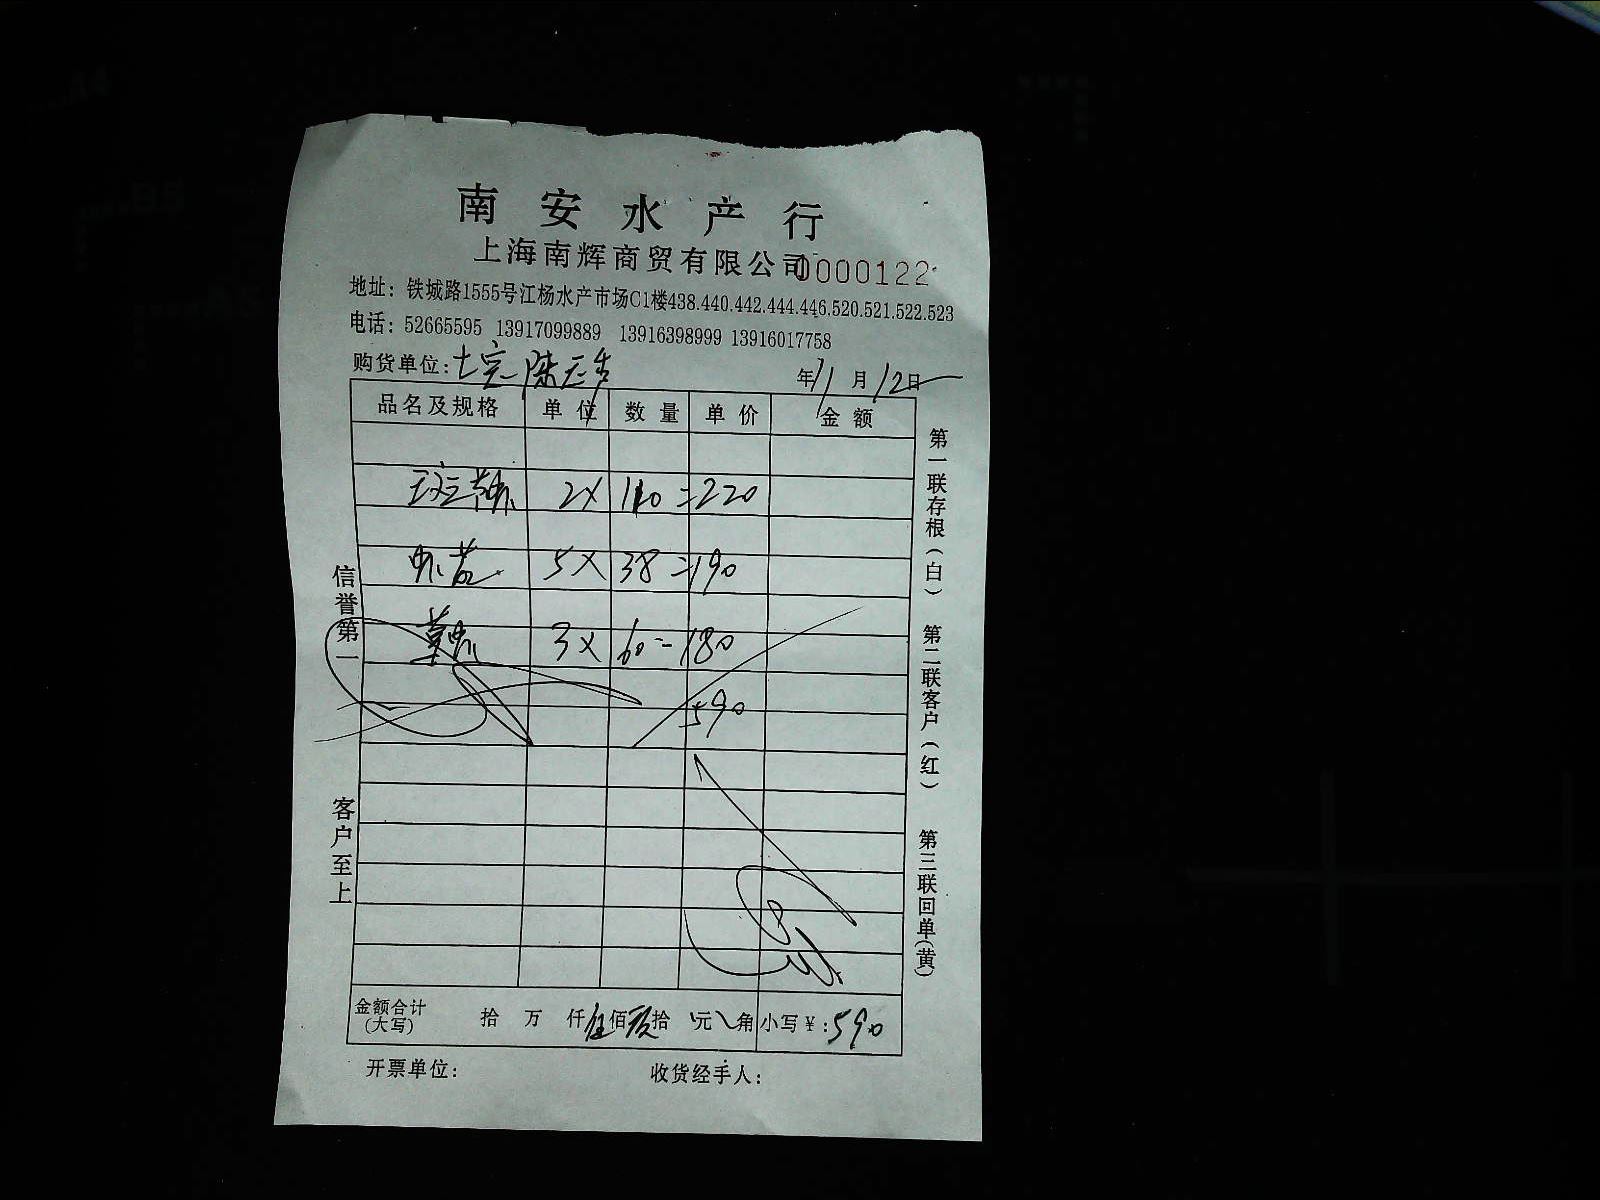 南安水产行
上海南辉商贸有限公司 0000122
地址：铁城路1555号江杨水产市场C1楼438.440.442.444.446.520.521.522.523
电话：52665595 13917099889 13916398999 13916017758
购货单位： 年 11 月 12 日
品名及规格 单位 数量 单价 金额
2× 110 =220
5× 38 =190
3× 60 =180
590
金额合计（大写） 拾 万 仟 伍 佰 玖 拾 元 角 小写￥：590
开票单位： 收货经手人：
信誉第一 客户至上
第一联存根（白） 第二联客户（红） 第三联回单（黄）